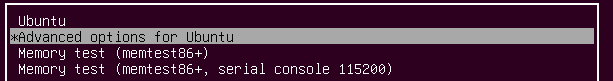 Ubuntu
*Advanced options for Ubuntu
Memory test (memtest86+)
Memory test (memtest86+, serial console 115200)